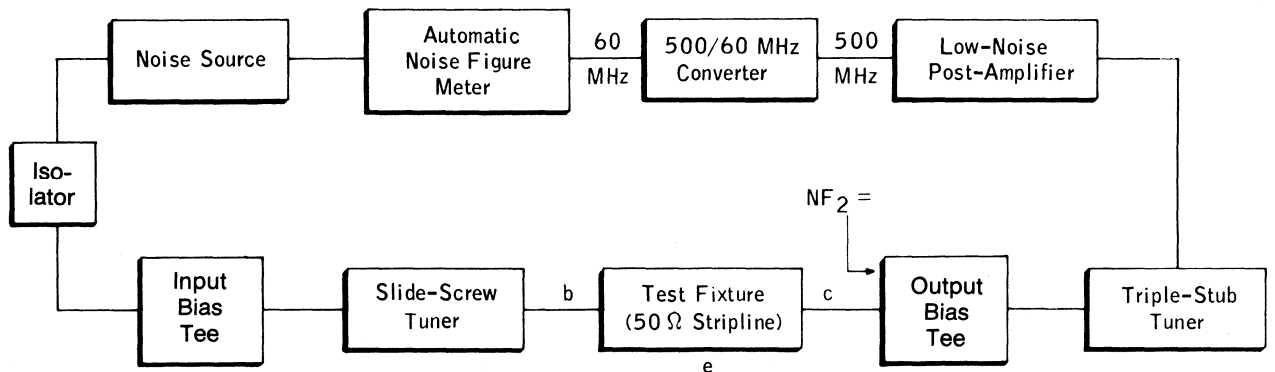 Noise Source
Automatic
Noise Figure
Meter
60
MHz
500/60 MHz
Converter
500
MHz
Low-Noise
Post-Amplifier
Iso-
lator
NF2 =
Input
Bias
Tee
Slide-Screw
Tuner
b
Test Fixture
(50 Ω Stripline)
e
c
Output
Bias
Tee
Triple-Stub
Tuner